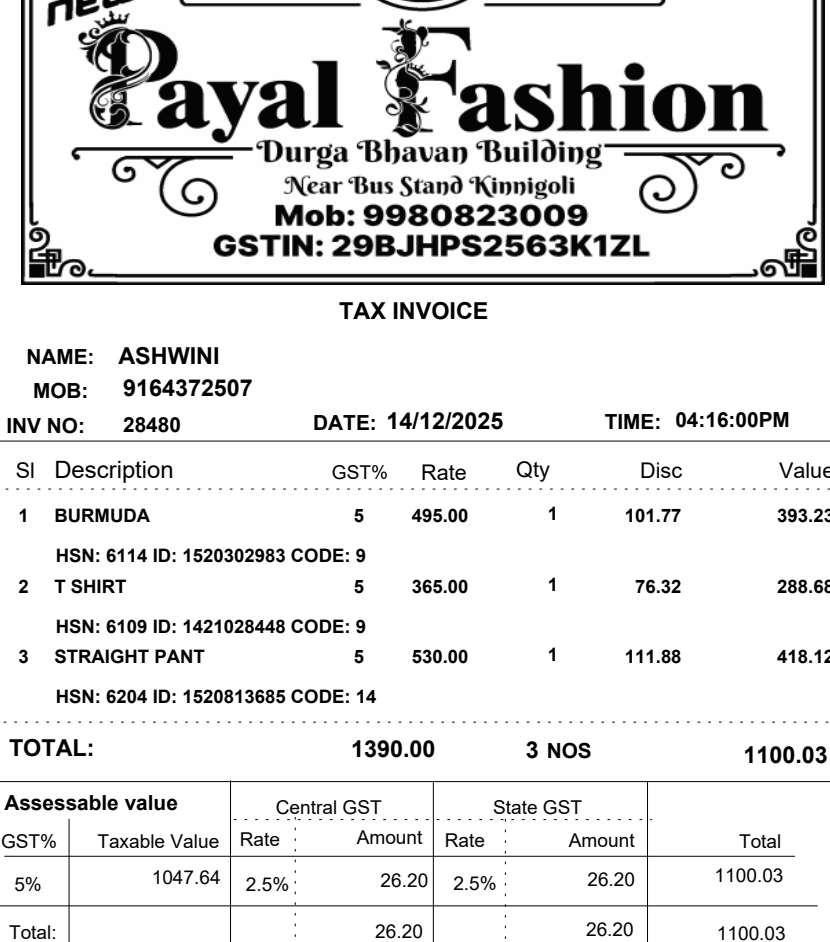 new
Payal Fashion
Durga Bhavan Building
Near Bus Stand Kinnigoli
Mob: 9980823009
GSTIN: 29BJHPS2563K1ZL
TAX INVOICE
NAME: ASHWINI
MOB: 9164372507
INV NO: 28480 DATE: 14/12/2025 TIME: 04:16:00PM
Sl Description GST% Rate Qty Disc Value
1 BURMUDA 5 495.00 1 101.77 393.23
HSN: 6114 ID: 1520302983 CODE: 9
2 T SHIRT 5 365.00 1 76.32 288.68
HSN: 6109 ID: 1421028448 CODE: 9
3 STRAIGHT PANT 5 530.00 1 111.88 418.12
HSN: 6204 ID: 1520813685 CODE: 14
TOTAL: 1390.00 3 NOS 1100.03
Assessable value Central GST State GST
GST% Taxable Value Rate Amount Rate Amount Total
5% 1047.64 2.5% 26.20 2.5% 26.20 1100.03
Total: 26.20 26.20 1100.03